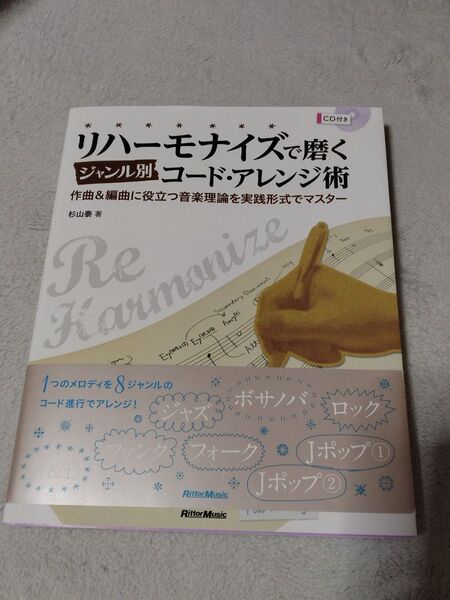 CD付き
リハーモナイズで磨く
ジャンル別 コード・アレンジ術
作曲&編曲に役立つ音楽理論を実践形式でマスター
杉山泰 著
Re
Harmonize
Secondary Dominant
1つのメロディを8ジャンルの
コード進行でアレンジ!
ジャズ ボサノバ ロック
ファンク フォーク Jポップ①
R&B Jポップ②
RittorMusic
RittorMusic